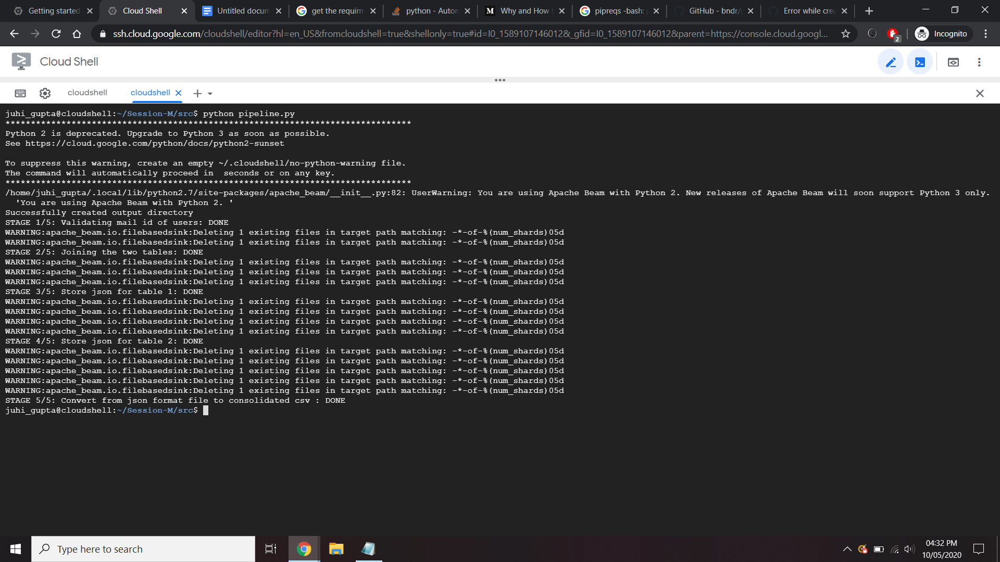 Getting started
Cloud Shell
Untitled docum
get the requirm
python - Auton
Why and How t
pipreqs -bash:
GitHub - bndr/
Error while crea
ssh.cloud.google.com/cloudshell/editor?hl=en_US&fromcloudshell=true&shellonly=true#id=I0_1589107146012&_gfid=I0_1589107146012&parent=https://console.cloud.googl...
2
Incognito
Cloud Shell
cloudshell
cloudshell
juhi_gupta@cloudshell:~/Session-M/src$ python pipeline.py
********************************************************************************
Python 2 is deprecated. Upgrade to Python 3 as soon as possible.
See https://cloud.google.com/python/docs/python2-sunset
To suppress this warning, create an empty ~/.cloudshell/no-python-warning file.
The command will automatically proceed in  seconds or on any key.
********************************************************************************
/home/juhi_gupta/.local/lib/python2.7/site-packages/apache_beam/__init__.py:82: UserWarning: You are using Apache Beam with Python 2. New releases of Apache Beam will soon support Python 3 only.
  'You are using Apache Beam with Python 2. '
Successfully created output directory
STAGE 1/5: Validating mail id of users: DONE
WARNING:apache_beam.io.filebasedsink:Deleting 1 existing files in target path matching: -*-of-%(num_shards)05d
WARNING:apache_beam.io.filebasedsink:Deleting 1 existing files in target path matching: -*-of-%(num_shards)05d
STAGE 2/5: Joining the two tables: DONE
WARNING:apache_beam.io.filebasedsink:Deleting 1 existing files in target path matching: -*-of-%(num_shards)05d
WARNING:apache_beam.io.filebasedsink:Deleting 1 existing files in target path matching: -*-of-%(num_shards)05d
WARNING:apache_beam.io.filebasedsink:Deleting 1 existing files in target path matching: -*-of-%(num_shards)05d
STAGE 3/5: Store json for table 1: DONE
WARNING:apache_beam.io.filebasedsink:Deleting 1 existing files in target path matching: -*-of-%(num_shards)05d
WARNING:apache_beam.io.filebasedsink:Deleting 1 existing files in target path matching: -*-of-%(num_shards)05d
WARNING:apache_beam.io.filebasedsink:Deleting 1 existing files in target path matching: -*-of-%(num_shards)05d
WARNING:apache_beam.io.filebasedsink:Deleting 1 existing files in target path matching: -*-of-%(num_shards)05d
STAGE 4/5: Store json for table 2: DONE
WARNING:apache_beam.io.filebasedsink:Deleting 1 existing files in target path matching: -*-of-%(num_shards)05d
WARNING:apache_beam.io.filebasedsink:Deleting 1 existing files in target path matching: -*-of-%(num_shards)05d
WARNING:apache_beam.io.filebasedsink:Deleting 1 existing files in target path matching: -*-of-%(num_shards)05d
WARNING:apache_beam.io.filebasedsink:Deleting 1 existing files in target path matching: -*-of-%(num_shards)05d
WARNING:apache_beam.io.filebasedsink:Deleting 1 existing files in target path matching: -*-of-%(num_shards)05d
STAGE 5/5: Convert from json format file to consolidated csv : DONE
juhi_gupta@cloudshell:~/Session-M/src$
Type here to search
04:32 PM
10/05/2020